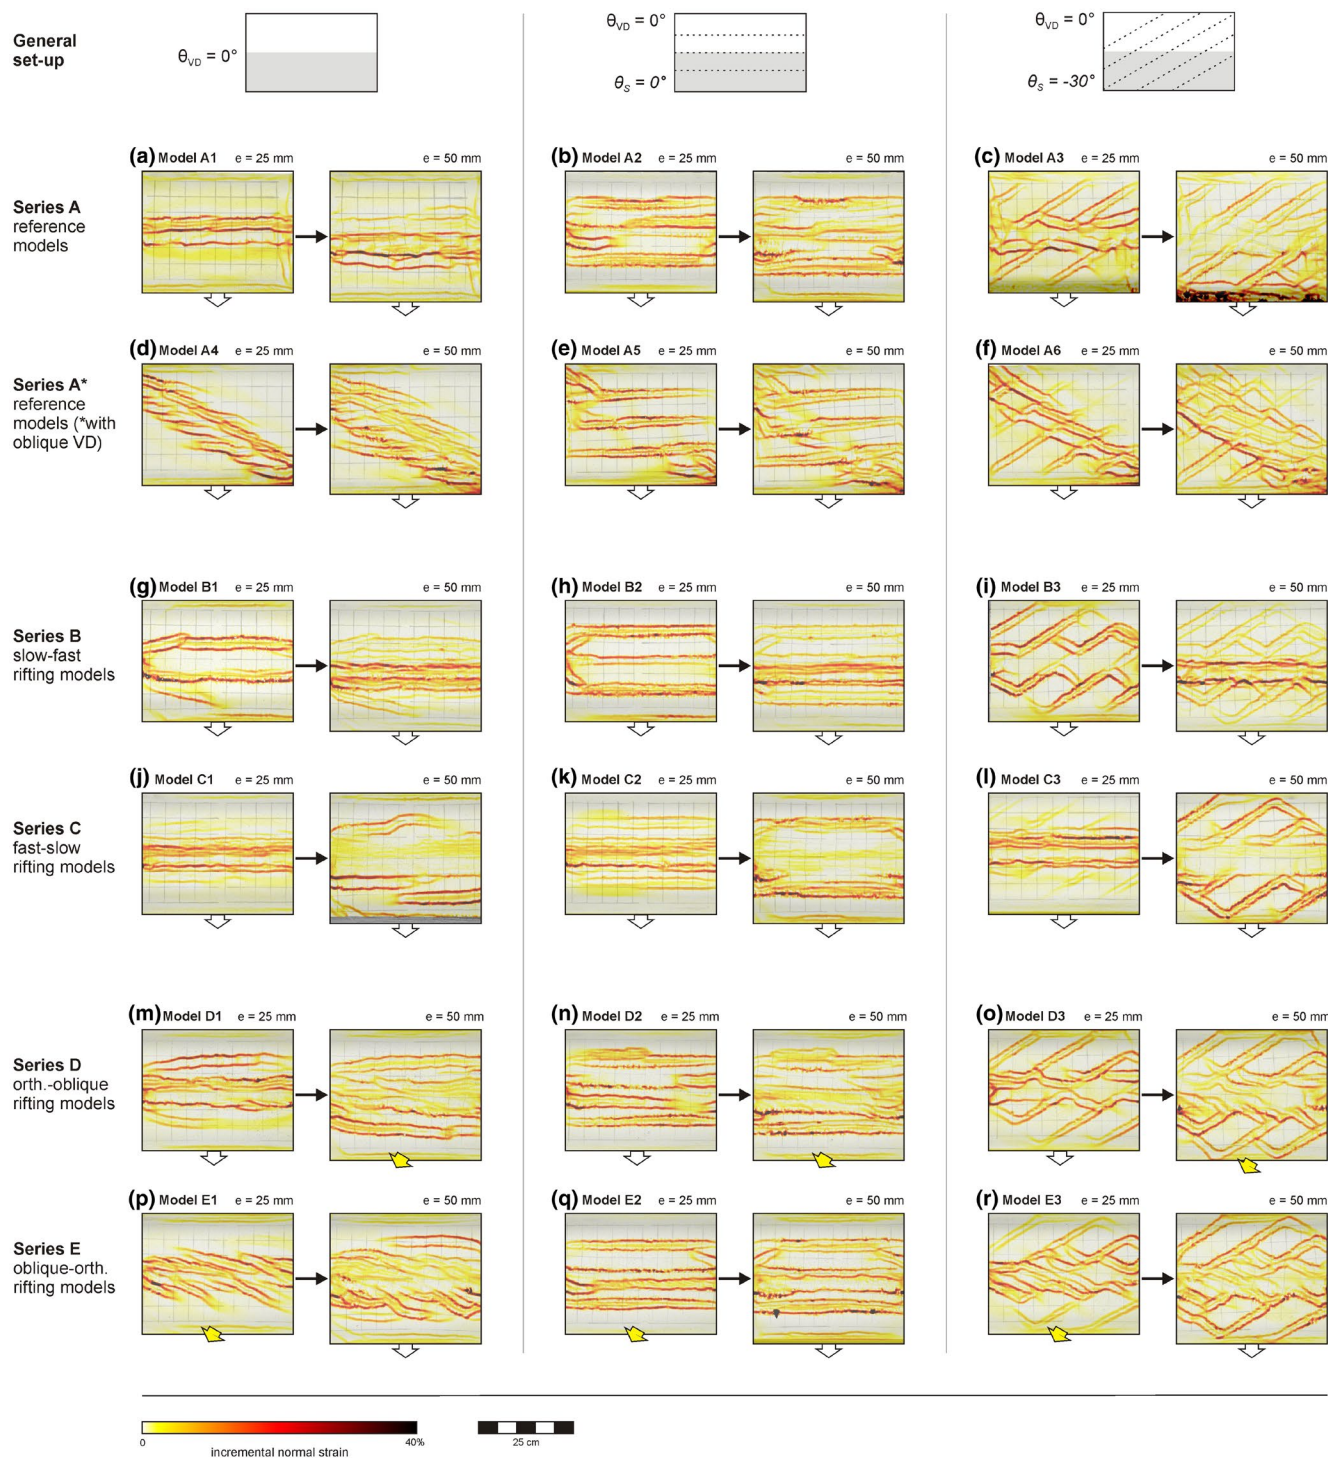 General
set-up
θVD = 0°
θVD = 0°
θS = 0°
θVD = 0°
θS = -30°
Series A
reference
models
(a) Model A1 e = 25 mm e = 50 mm
(b) Model A2 e = 25 mm e = 50 mm
(c) Model A3 e = 25 mm e = 50 mm
Series A*
reference
models (*with
oblique VD)
(d) Model A4 e = 25 mm e = 50 mm
(e) Model A5 e = 25 mm e = 50 mm
(f) Model A6 e = 25 mm e = 50 mm
Series B
slow-fast
rifting models
(g) Model B1 e = 25 mm e = 50 mm
(h) Model B2 e = 25 mm e = 50 mm
(i) Model B3 e = 25 mm e = 50 mm
Series C
fast-slow
rifting models
(j) Model C1 e = 25 mm e = 50 mm
(k) Model C2 e = 25 mm e = 50 mm
(l) Model C3 e = 25 mm e = 50 mm
Series D
orth.-oblique
rifting models
(m) Model D1 e = 25 mm e = 50 mm
(n) Model D2 e = 25 mm e = 50 mm
(o) Model D3 e = 25 mm e = 50 mm
Series E
oblique-orth.
rifting models
(p) Model E1 e = 25 mm e = 50 mm
(q) Model E2 e = 25 mm e = 50 mm
(r) Model E3 e = 25 mm e = 50 mm
0 40%
incremental normal strain
25 cm